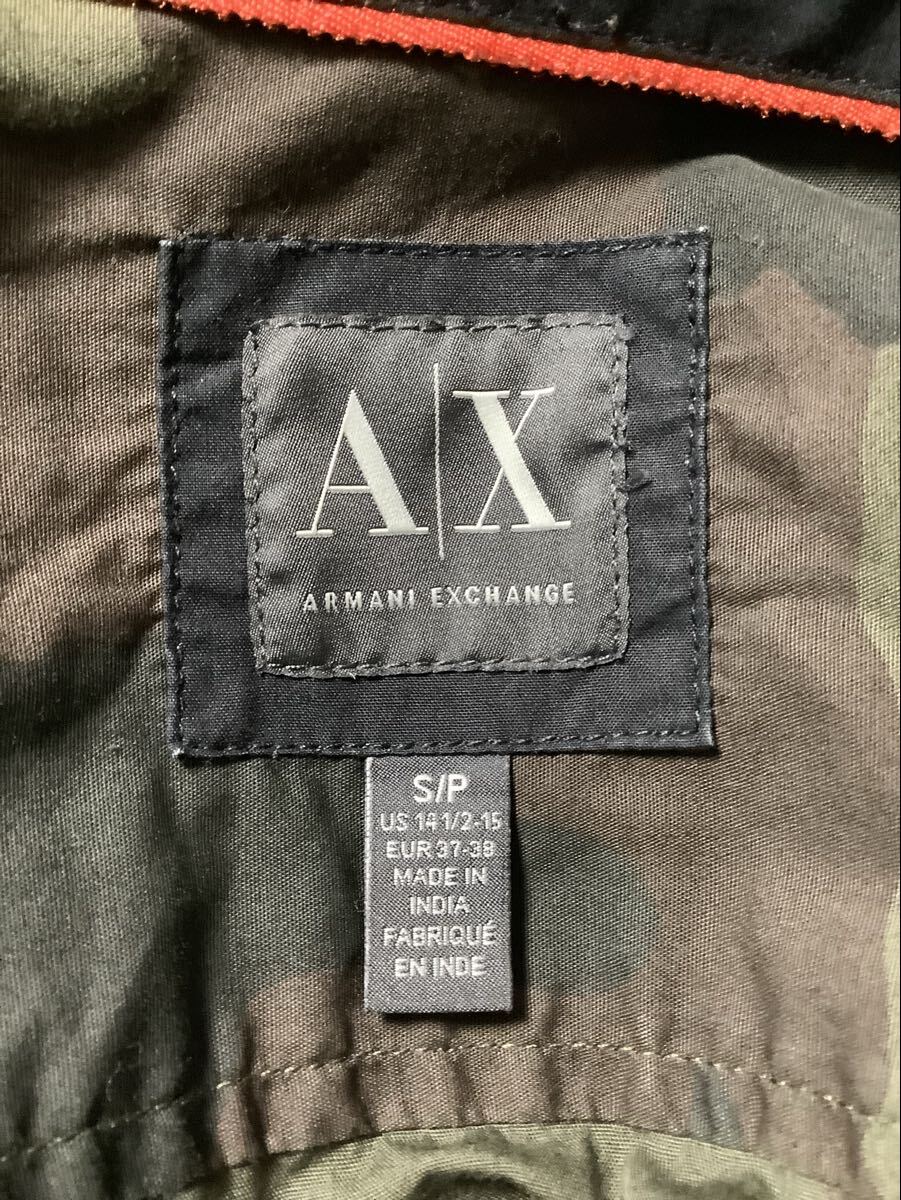 A|X
ARMANI EXCHANGE
S/P
US 14 1/2-15
EUR 37-38
MADE IN
INDIA
FABRIQUÉ
EN INDE